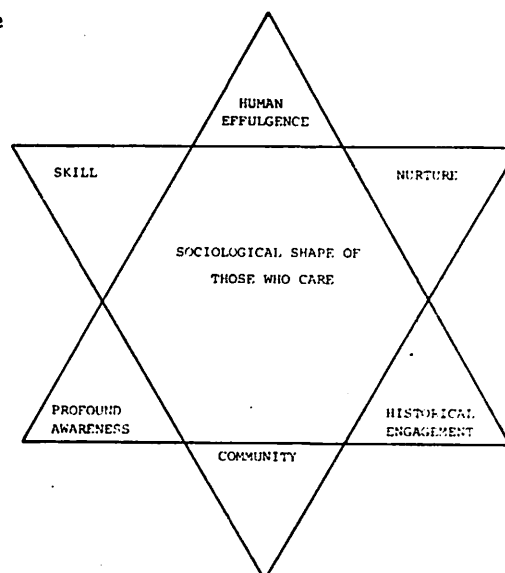 e
HUMAN
EFFULGENCE
SKILL
NURTURE
SOCIOLOGICAL SHAPE OF
THOSE WHO CARE
PROFOUND
AWARENESS
HISTORICAL
ENGAGEMENT
COMMUNITY